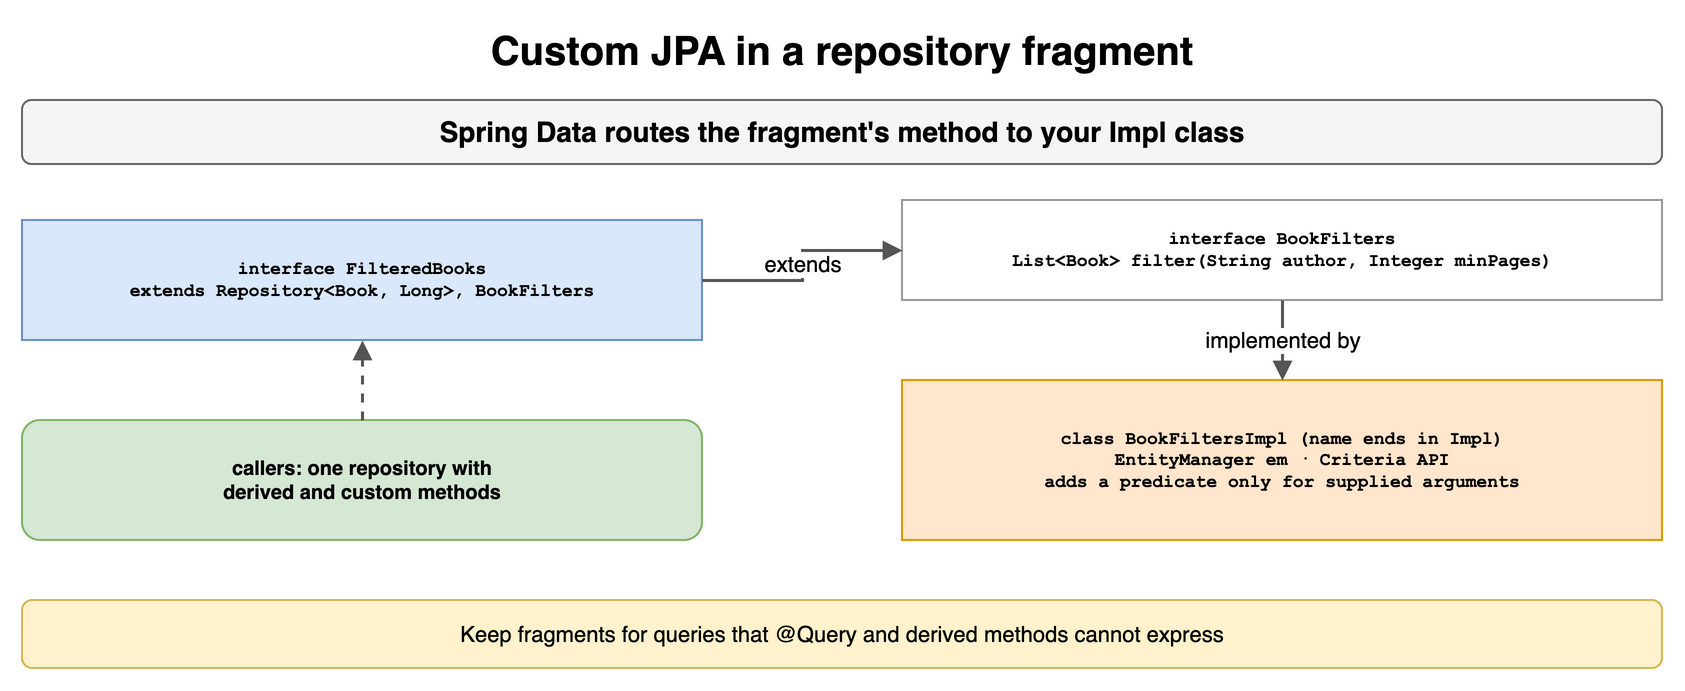 Custom JPA in a repository fragment
Spring Data routes the fragment's method to your Impl class
interface FilteredBooks
extends Repository<Book, Long>, BookFilters
extends
interface BookFilters
List<Book> filter(String author, Integer minPages)
implemented by
callers: one repository with
derived and custom methods
class BookFiltersImpl (name ends in Impl)
EntityManager em · Criteria API
adds a predicate only for supplied arguments
Keep fragments for queries that @Query and derived methods cannot express